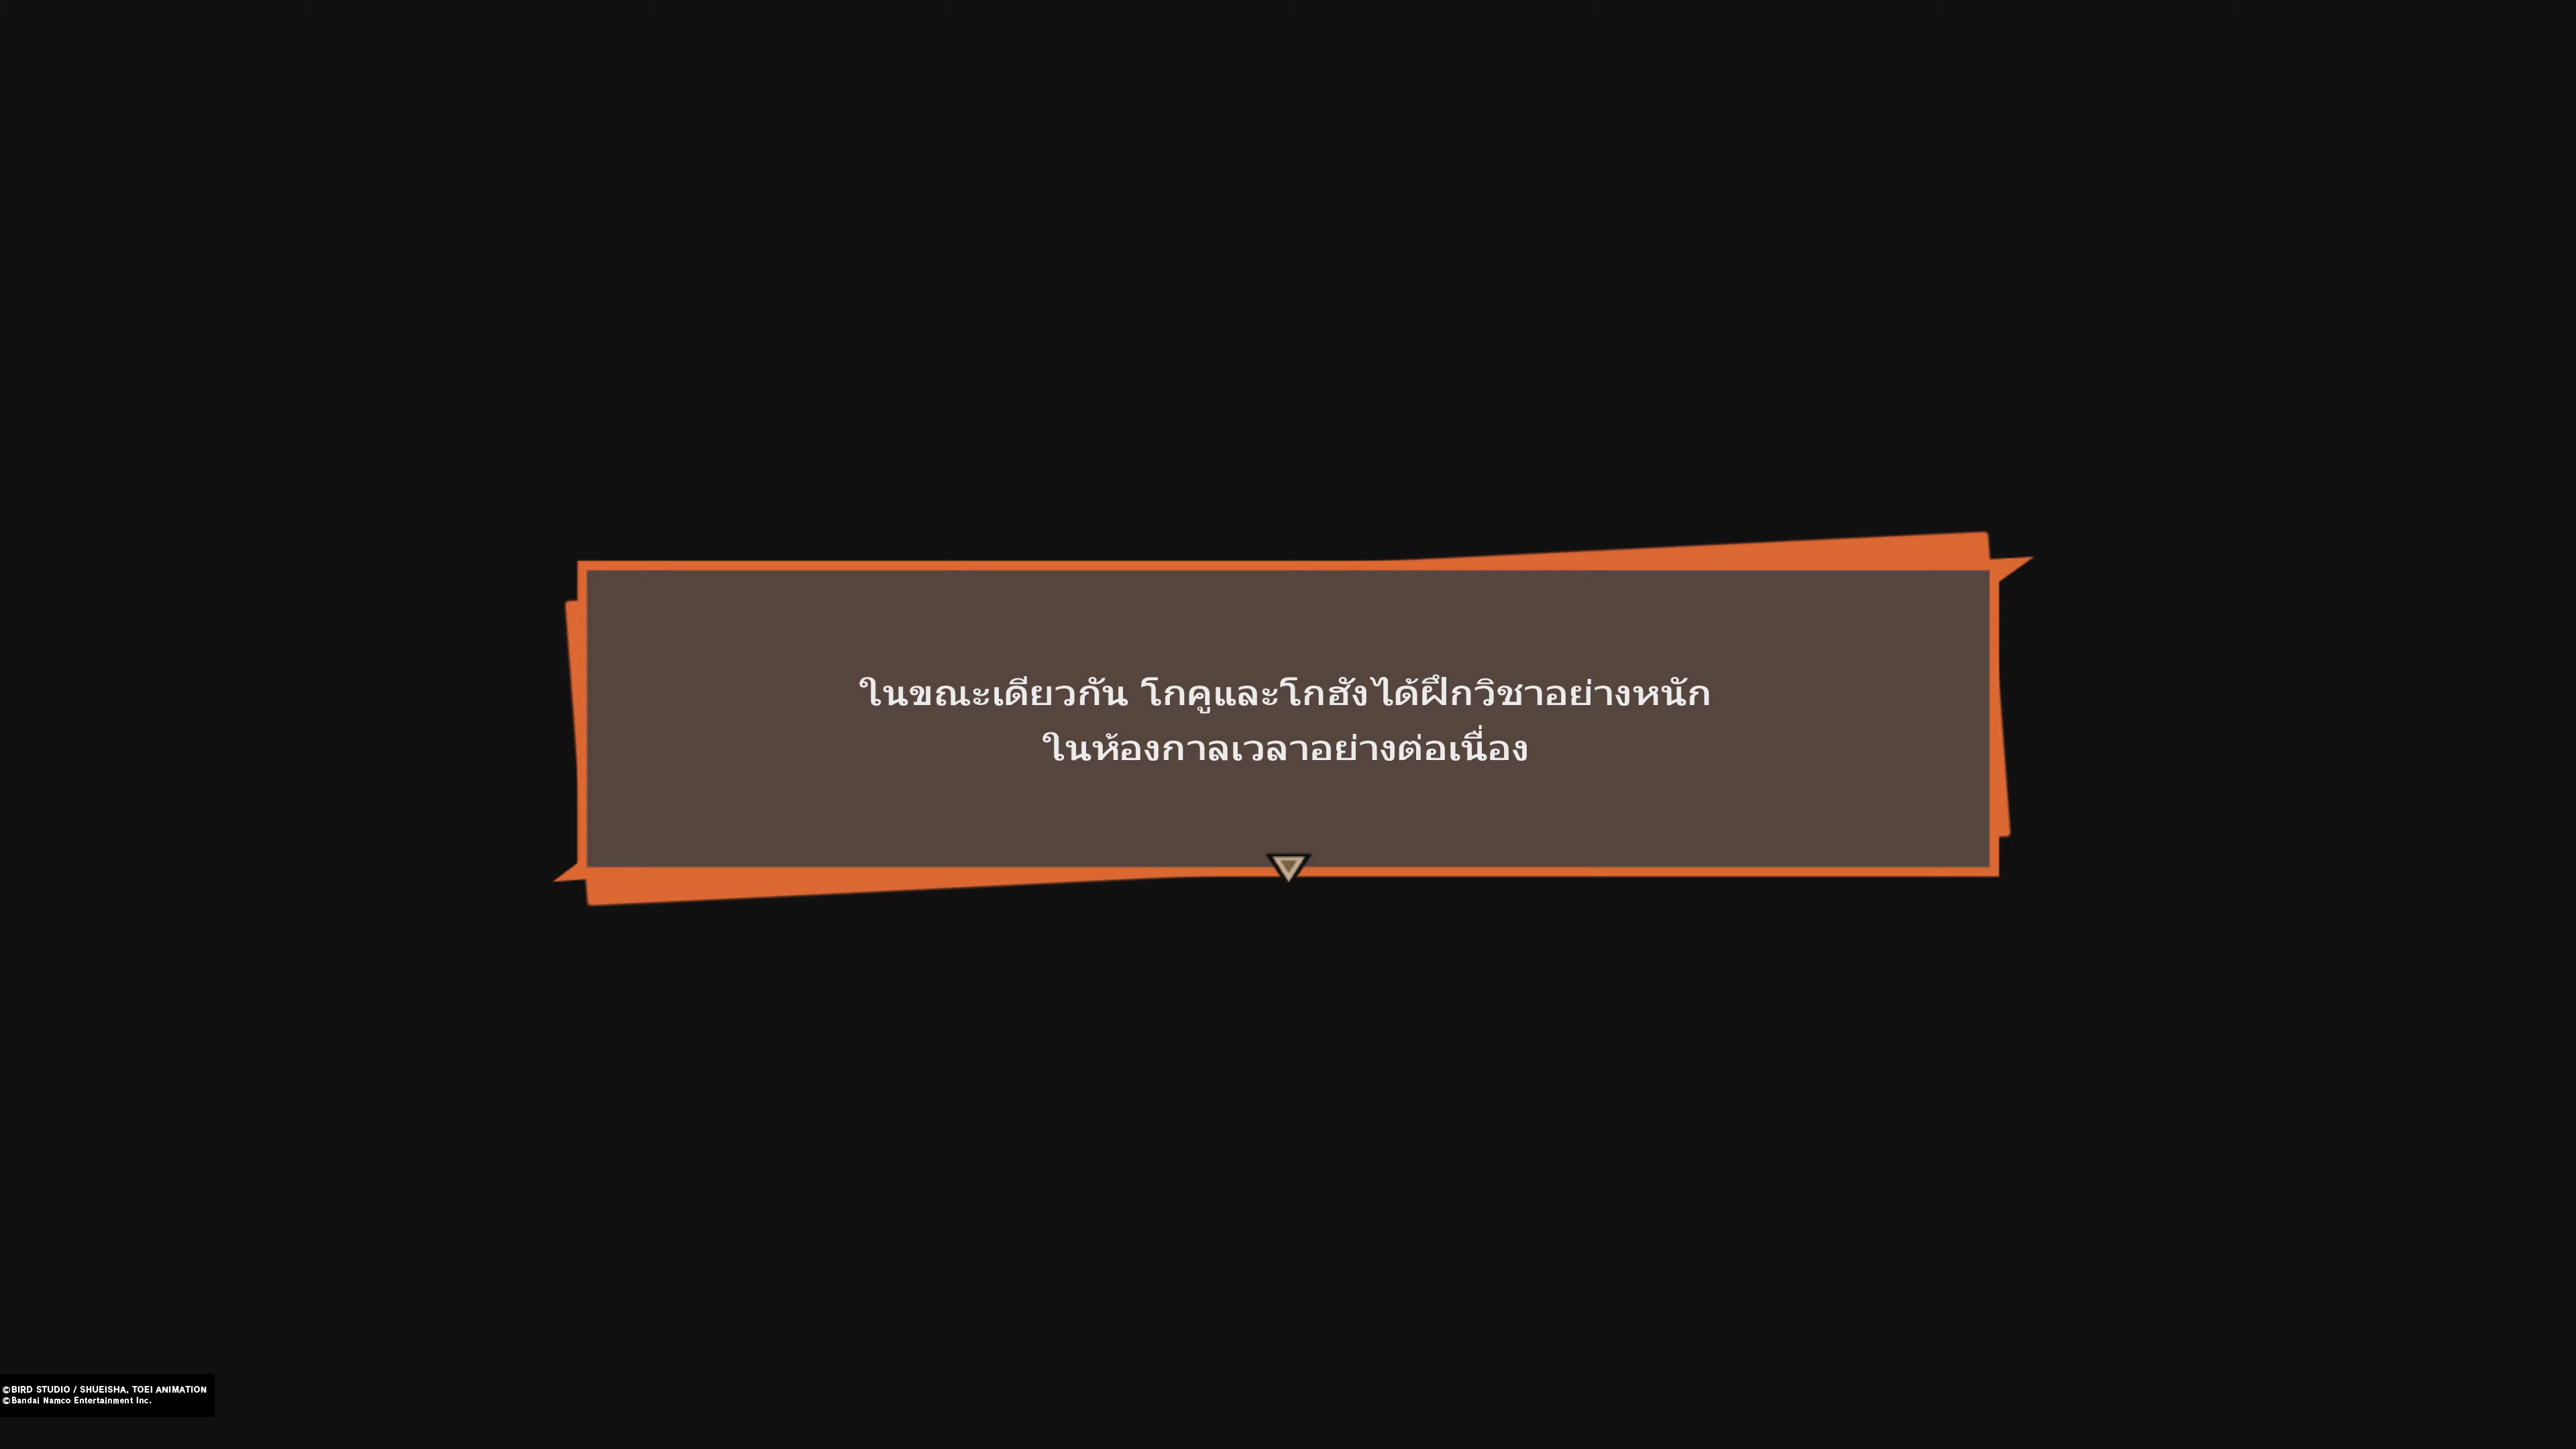 ในขณะเดียวกัน โกคูและโกฮังได้ฝึกวิชาอย่างหนัก
ในห้องกาลเวลาอย่างต่อเนื่อง
©BIRD STUDIO / SHUEISHA, TOEI ANIMATION
©Bandai Namco Entertainment Inc.